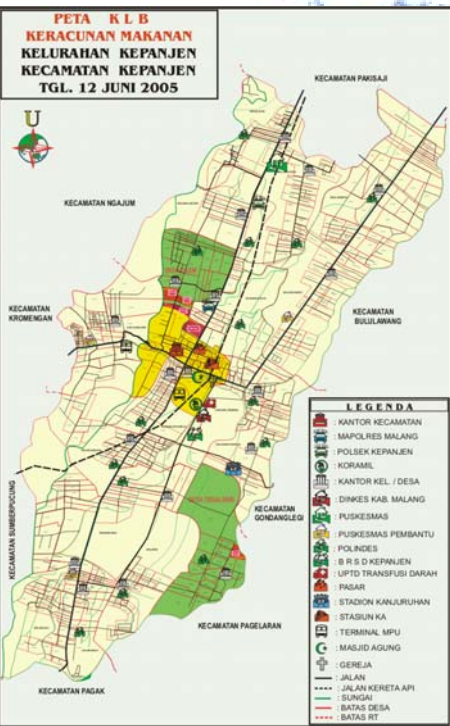 PETA K L B
KERACUNAN MAKANAN
KELURAHAN KEPANJEN
KECAMATAN KEPANJEN
TGL. 12 JUNI 2005
U
KECAMATAN PAKISAJI
KECAMATAN NGAJUM
KECAMATAN
KROMENGAN
KECAMATAN
BULULAWANG
KECAMATAN SUMBERPUCUNG
KECAMATAN
GONDANGLEGI
KECAMATAN PAGELARAN
KECAMATAN PAGAK
LEGENDA
: KANTOR KECAMATAN
: MAPOLRES MALANG
: POLSEK KEPANJEN
: KORAMIL
: KANTOR KEL. / DESA
: DINKES KAB. MALANG
: PUSKESMAS
: PUSKESMAS PEMBANTU
: POLINDES
: B R S D KEPANJEN
: UPTD TRANSFUSI DARAH
: PASAR
: STADION KANJURUHAN
: STASIUN KA
: TERMINAL MPU
: MASJID AGUNG
: GEREJA
: JALAN
: JALAN KERETA API
: SUNGAI
: BATAS DESA
: BATAS RT